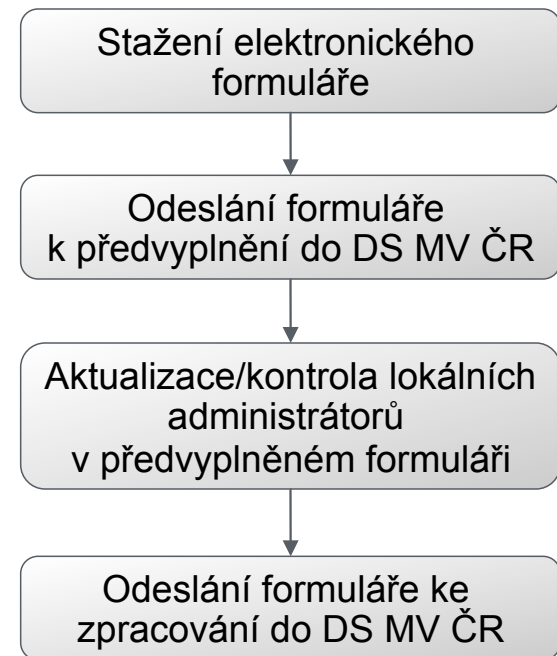 Stažení elektronického
formuláře
Odeslání formuláře
k předvyplnění do DS MV ČR
Aktualizace/kontrola lokálních
administrátorů
v předvyplněném formuláři
Odeslání formuláře ke
zpracování do DS MV ČR